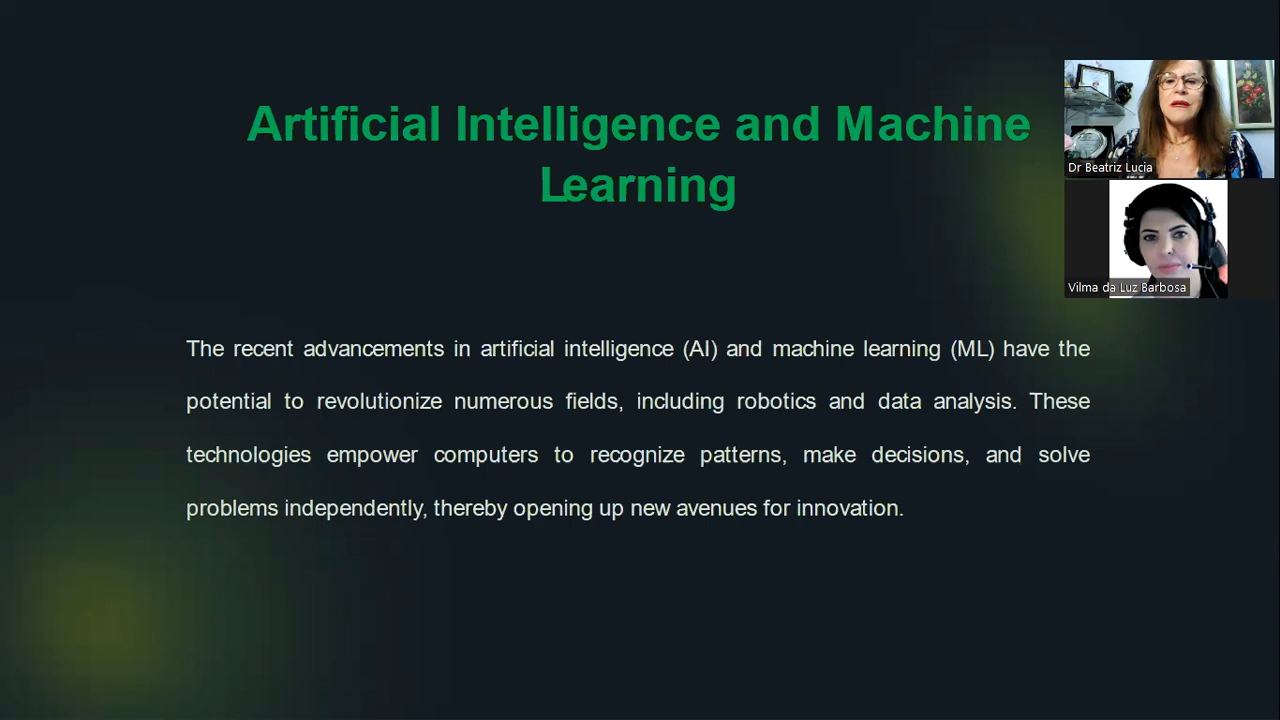 Artificial Intelligence and Machine
Learning
Dr Beatriz Lucia
Vilma da Luz Barbosa
The recent advancements in artificial intelligence (AI) and machine learning (ML) have the
potential to revolutionize numerous fields, including robotics and data analysis. These
technologies empower computers to recognize patterns, make decisions, and solve
problems independently, thereby opening up new avenues for innovation.